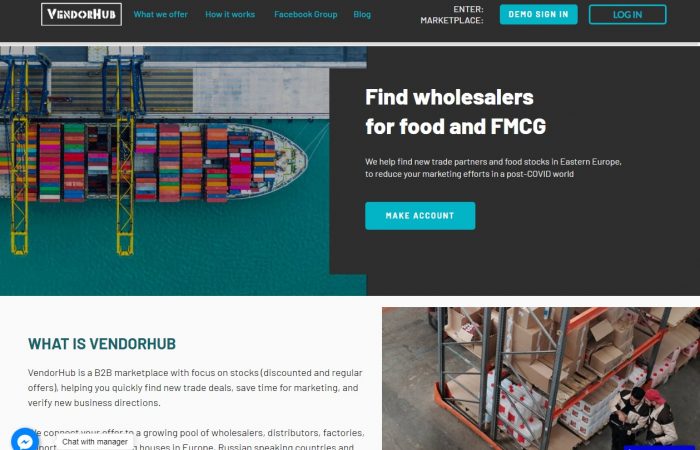 VENDORHUB
What we offer
How it works
Facebook Group
Blog
ENTER:
MARKETPLACE:
DEMO SIGN IN
LOG IN
Find wholesalers
for food and FMCG
We help find new trade partners and food stocks in Eastern Europe,
to reduce your marketing efforts in a post-COVID world
MAKE ACCOUNT
WHAT IS VENDORHUB
VendorHub is a B2B marketplace with focus on stocks (discounted and regular
offers), helping you quickly find new trade deals, save time for marketing, and
verify new business directions.
connect your offer to a growing pool of wholesalers, distributors, factories,
Chat with manager
houses in Europe, Russian speaking countries and